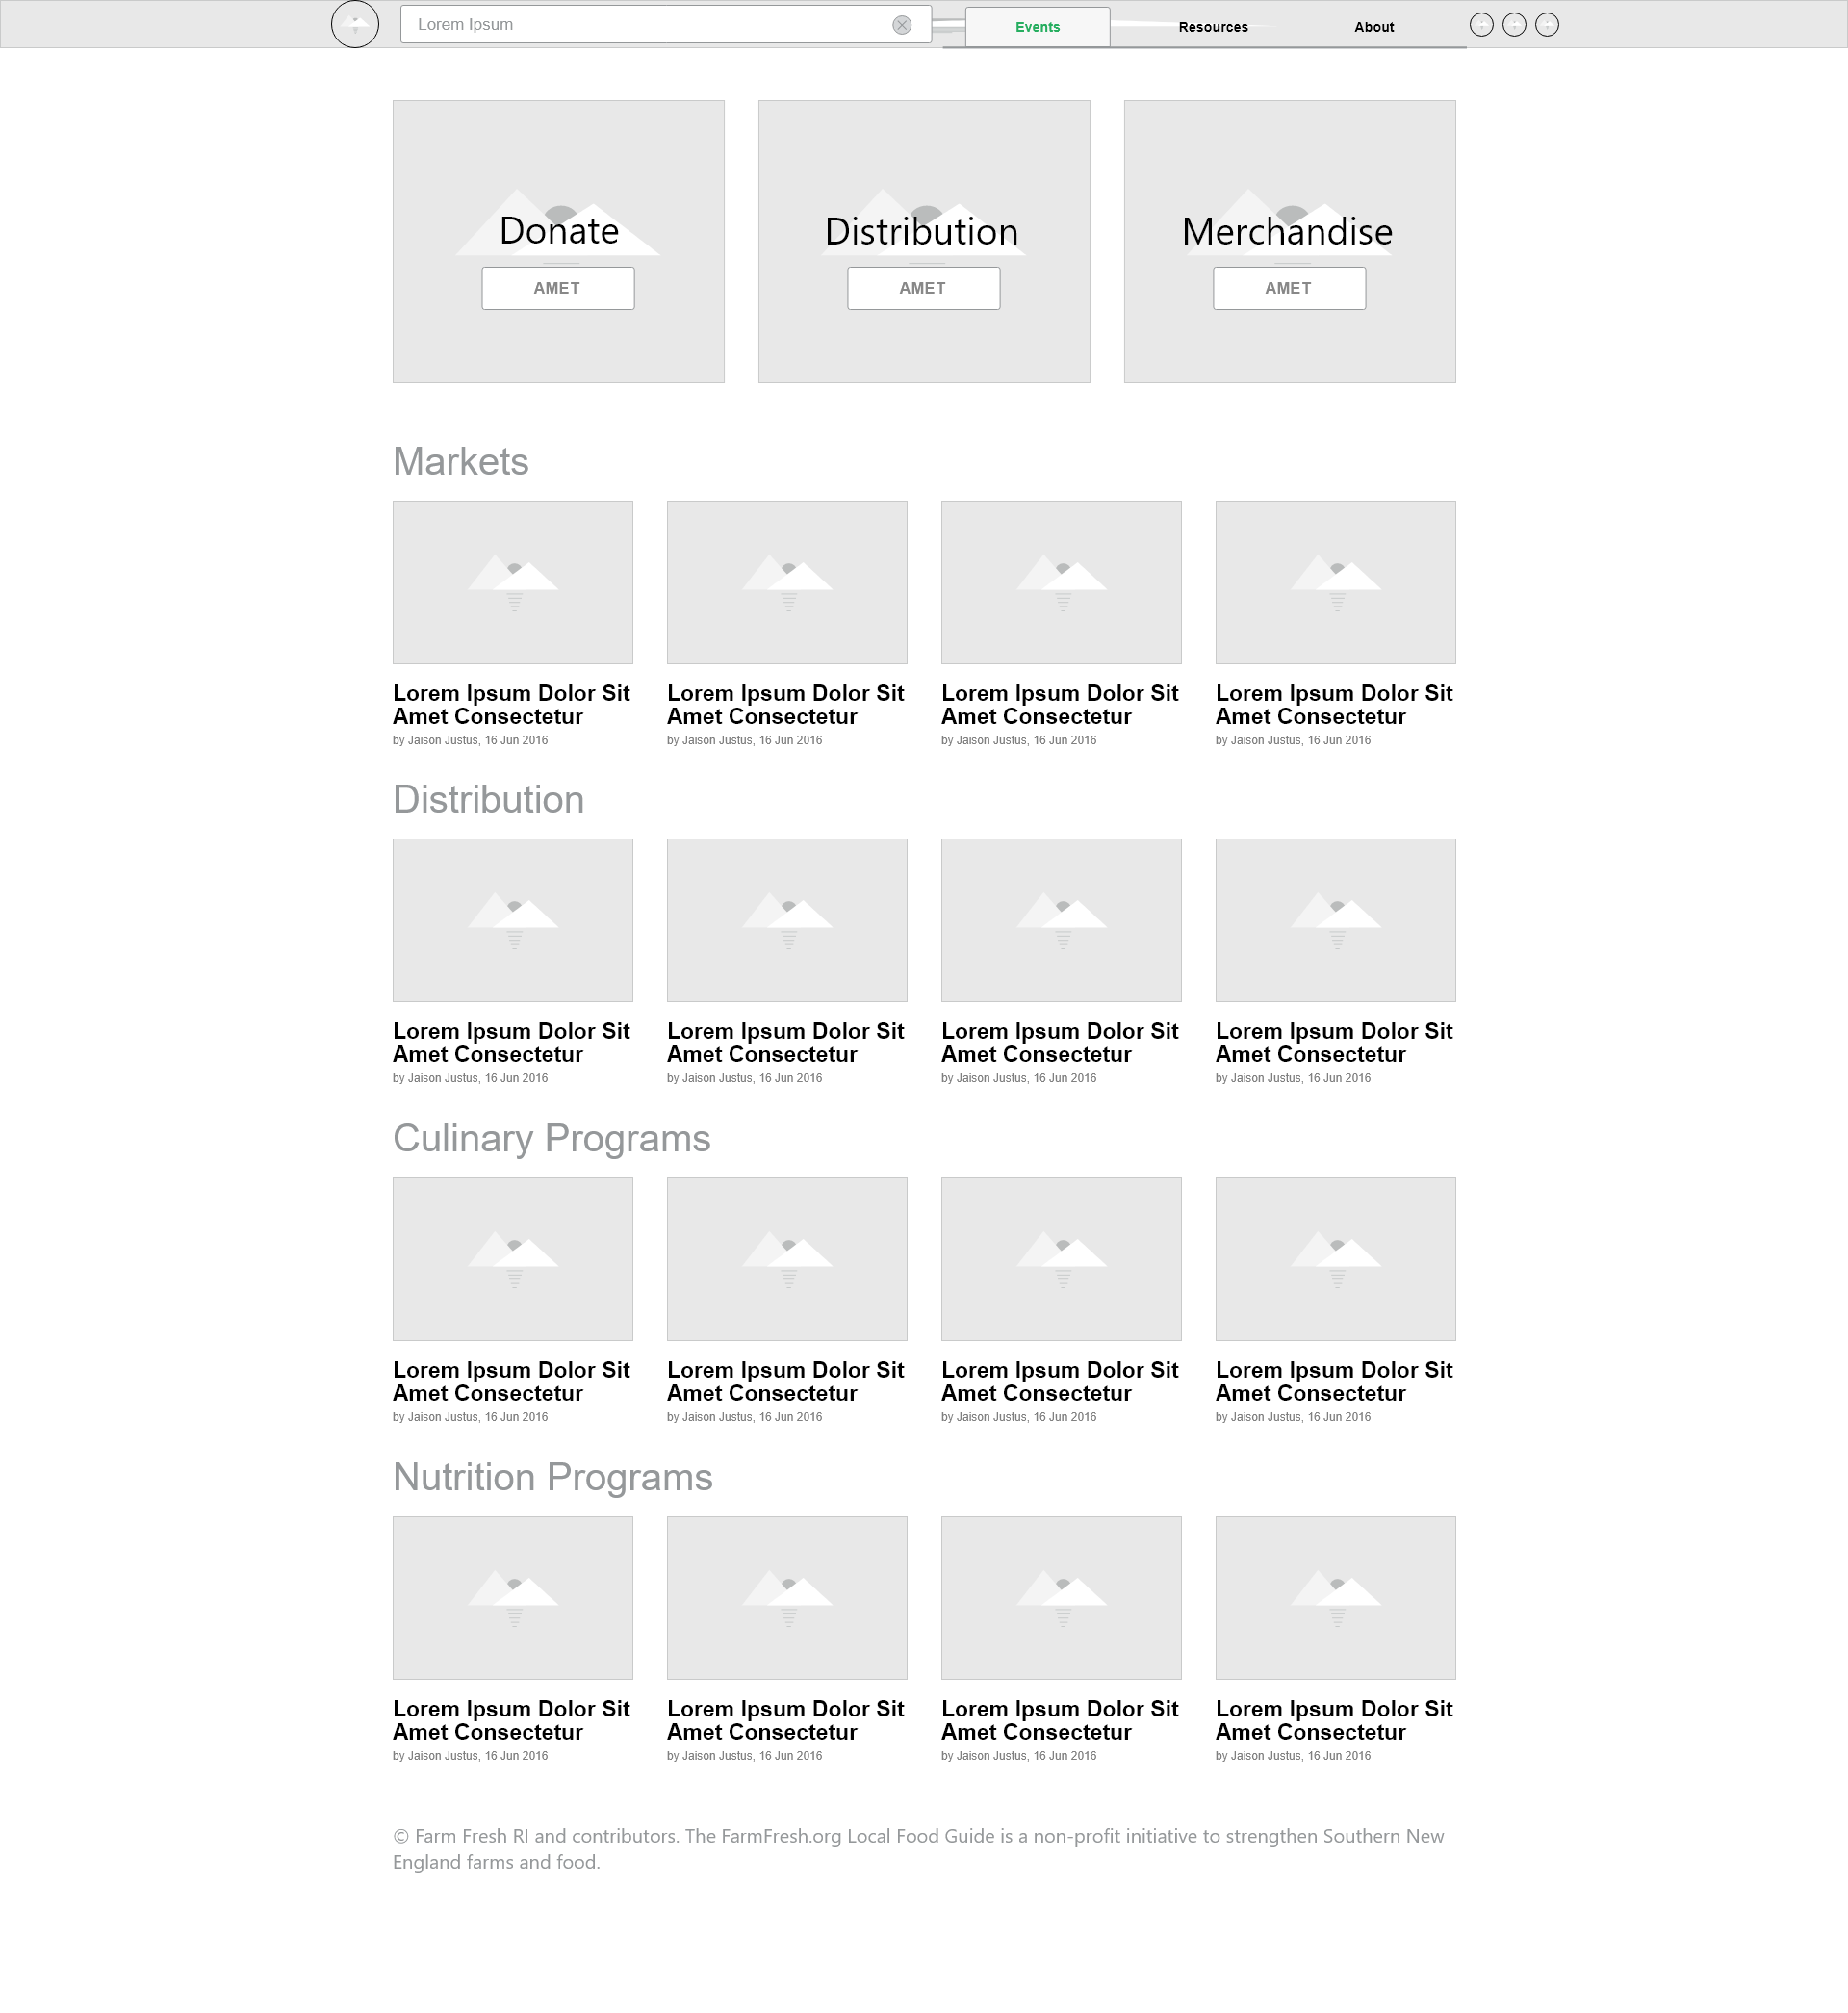 Lorem Ipsum
Events
Resources
About
Donate
AMET
Distribution
AMET
Merchandise
AMET
Markets
Lorem Ipsum Dolor Sit
Amet Consectetur
by Jaison Justus, 16 Jun 2016
Lorem Ipsum Dolor Sit
Amet Consectetur
by Jaison Justus, 16 Jun 2016
Lorem Ipsum Dolor Sit
Amet Consectetur
by Jaison Justus, 16 Jun 2016
Lorem Ipsum Dolor Sit
Amet Consectetur
by Jaison Justus, 16 Jun 2016
Distribution
Lorem Ipsum Dolor Sit
Amet Consectetur
by Jaison Justus, 16 Jun 2016
Lorem Ipsum Dolor Sit
Amet Consectetur
by Jaison Justus, 16 Jun 2016
Lorem Ipsum Dolor Sit
Amet Consectetur
by Jaison Justus, 16 Jun 2016
Lorem Ipsum Dolor Sit
Amet Consectetur
by Jaison Justus, 16 Jun 2016
Culinary Programs
Lorem Ipsum Dolor Sit
Amet Consectetur
by Jaison Justus, 16 Jun 2016
Lorem Ipsum Dolor Sit
Amet Consectetur
by Jaison Justus, 16 Jun 2016
Lorem Ipsum Dolor Sit
Amet Consectetur
by Jaison Justus, 16 Jun 2016
Lorem Ipsum Dolor Sit
Amet Consectetur
by Jaison Justus, 16 Jun 2016
Nutrition Programs
Lorem Ipsum Dolor Sit
Amet Consectetur
by Jaison Justus, 16 Jun 2016
Lorem Ipsum Dolor Sit
Amet Consectetur
by Jaison Justus, 16 Jun 2016
Lorem Ipsum Dolor Sit
Amet Consectetur
by Jaison Justus, 16 Jun 2016
Lorem Ipsum Dolor Sit
Amet Consectetur
by Jaison Justus, 16 Jun 2016
© Farm Fresh RI and contributors. The FarmFresh.org Local Food Guide is a non-profit initiative to strengthen Southern New
England farms and food.